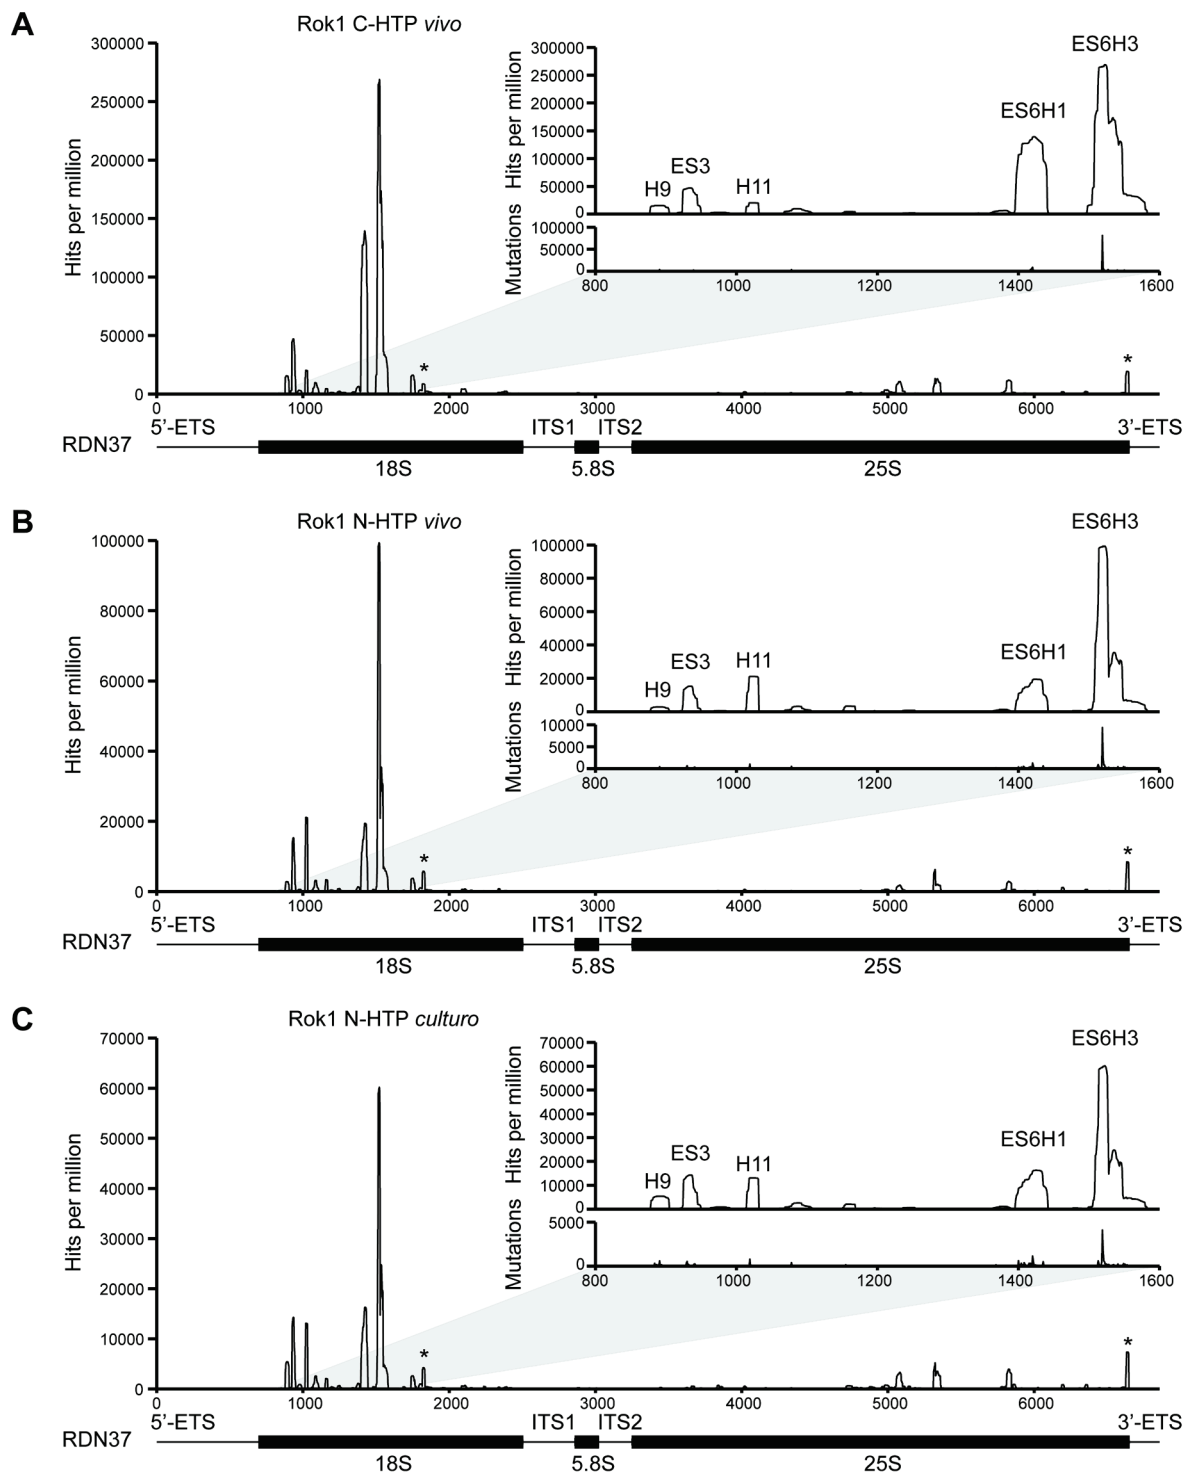 A
Rok1 C-HTP vivo
Hits per million
300000
250000
200000
150000
100000
50000
0
0 1000 2000 3000 4000 5000 6000
Hits per million
300000
250000
200000
150000
100000
50000
0
H9 ES3 H11 ES6H1 ES6H3
Mutations
100000
50000
0
800 1000 1200 1400 1600
* *
5’-ETS ITS1 ITS2 3’-ETS
RDN37
18S 5.8S 25S
B
Rok1 N-HTP vivo
Hits per million
100000
80000
60000
40000
20000
0
0 1000 2000 3000 4000 5000 6000
Hits per million
100000
80000
60000
40000
20000
0
H9 ES3 H11 ES6H1 ES6H3
Mutations
10000
5000
0
800 1000 1200 1400 1600
* *
5’-ETS ITS1 ITS2 3’-ETS
RDN37
18S 5.8S 25S
C
Rok1 N-HTP culturo
Hits per million
70000
60000
50000
40000
30000
20000
10000
0
0 1000 2000 3000 4000 5000 6000
Hits per million
70000
60000
50000
40000
30000
20000
10000
0
H9 ES3 H11 ES6H1 ES6H3
Mutations
5000
0
800 1000 1200 1400 1600
* *
5’-ETS ITS1 ITS2 3’-ETS
RDN37
18S 5.8S 25S